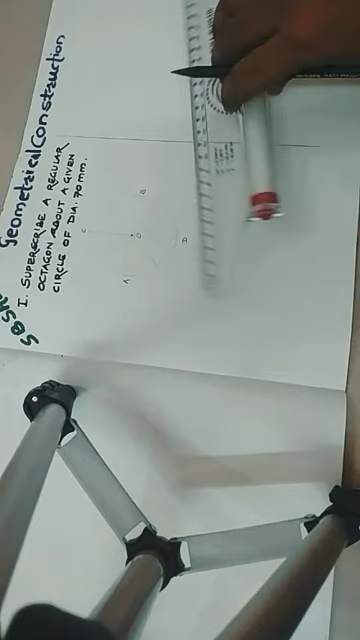 Geometrical Construction
I. SUPERSCRIBE A REGULAR
OCTAGON ABOUT A GIVEN
CIRCLE OF DIA. 70 mm.
B
C
O
D
A